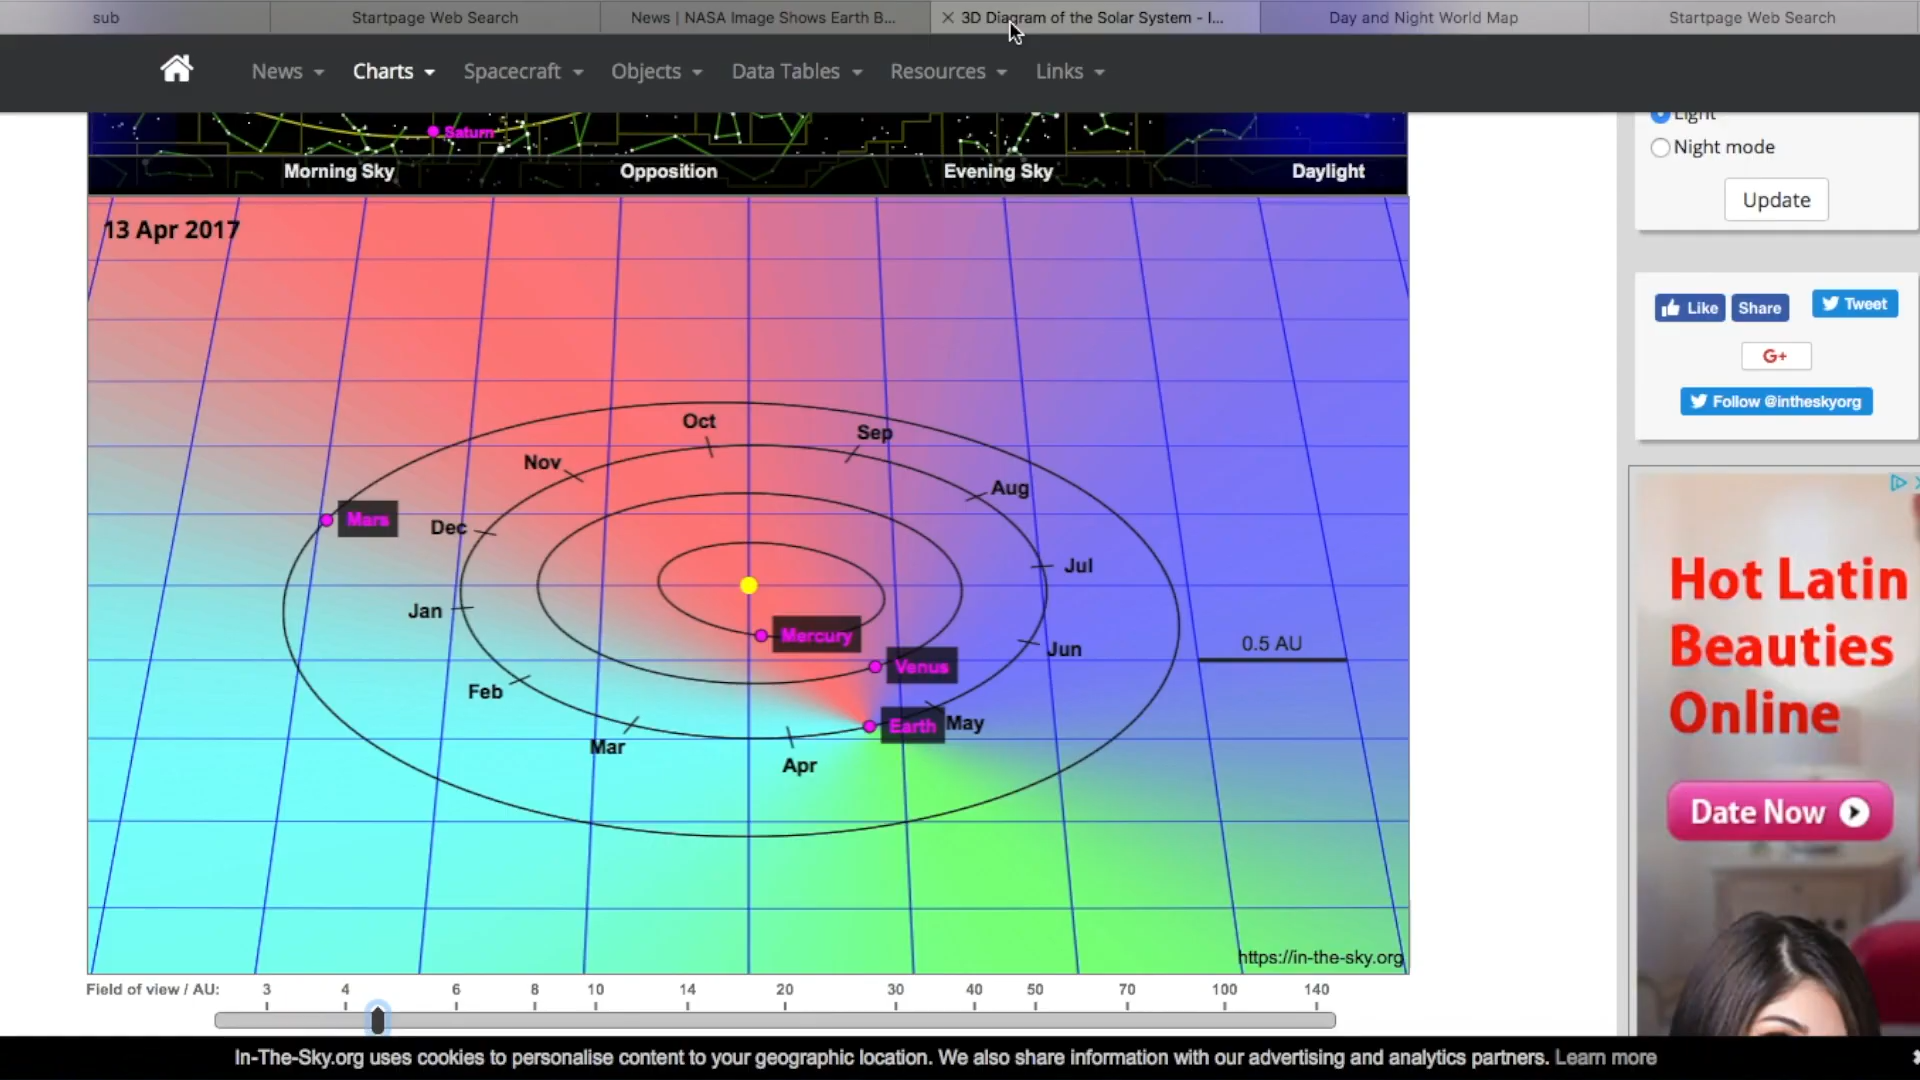 sub
Startpage Web Search
News | NASA Image Shows Earth B...
3D Diagram of the Solar System - I...
Day and Night World Map
Startpage Web Search
News
Charts
Spacecraft
Objects
Data Tables
Resources
Links
Saturn
Morning Sky
Opposition
Evening Sky
Daylight
Light
Night mode
Update
13 Apr 2017
Like
Share
Tweet
G+
Follow @intheskyorg
Oct
Sep
Nov
Aug
Mars
Dec
Jul
Jan
Mercury
Jun
0.5 AU
Venus
Feb
Earth
May
Mar
Apr
https://in-the-sky.org
Hot Latin
Beauties
Online
Date Now
Field of view / AU:
3
4
6
8
10
14
20
30
40
50
70
100
140
In-The-Sky.org uses cookies to personalise content to your geographic location. We also share information with our advertising and analytics partners. Learn more